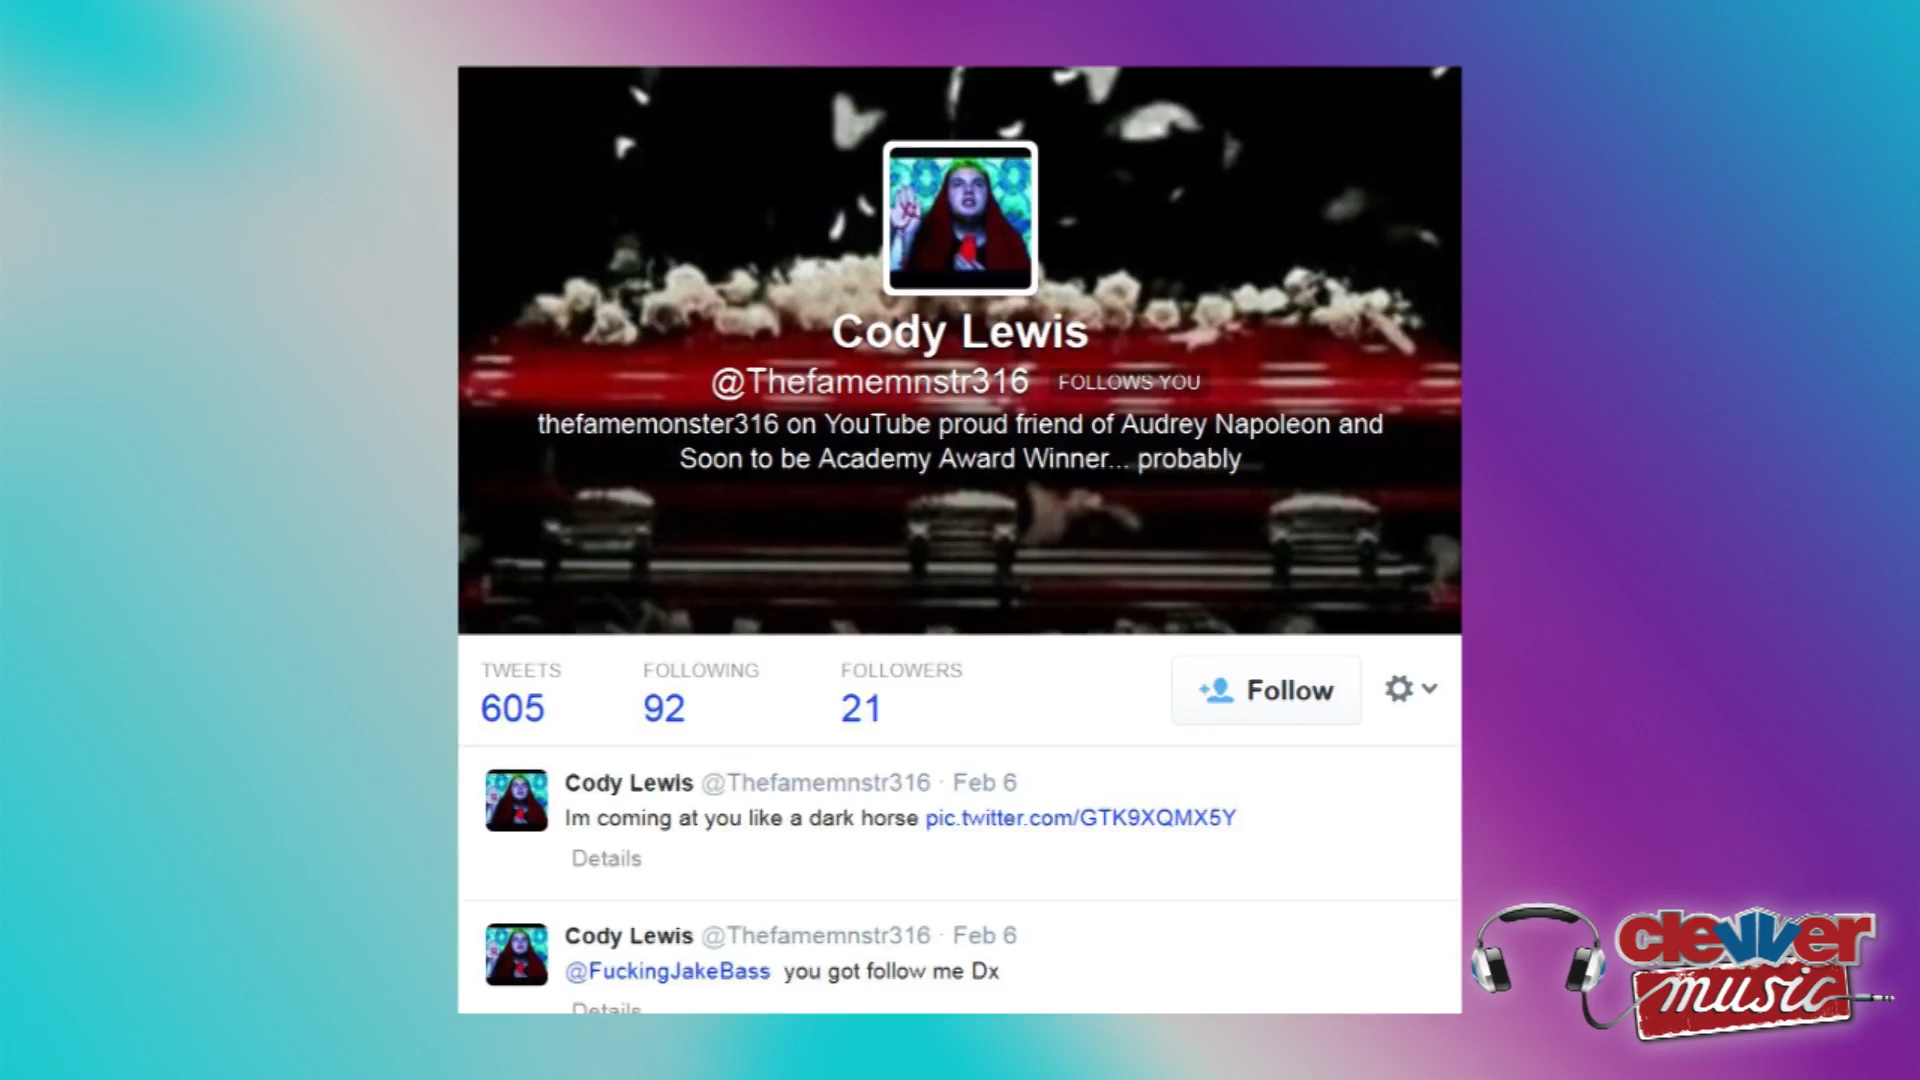 Cody Lewis
@Thefamemnstr316 FOLLOWS YOU
thefamemonster316 on YouTube proud friend of Audrey Napoleon and
Soon to be Academy Award Winner... probably
TWEETS FOLLOWING FOLLOWERS
605 92 21 Follow
Cody Lewis @Thefamemnstr316 · Feb 6
Im coming at you like a dark horse pic.twitter.com/GTK9XQMX5Y
Details
Cody Lewis @Thefamemnstr316 · Feb 6
@FuckingJakeBass you got follow me Dx
Details
clevver
music